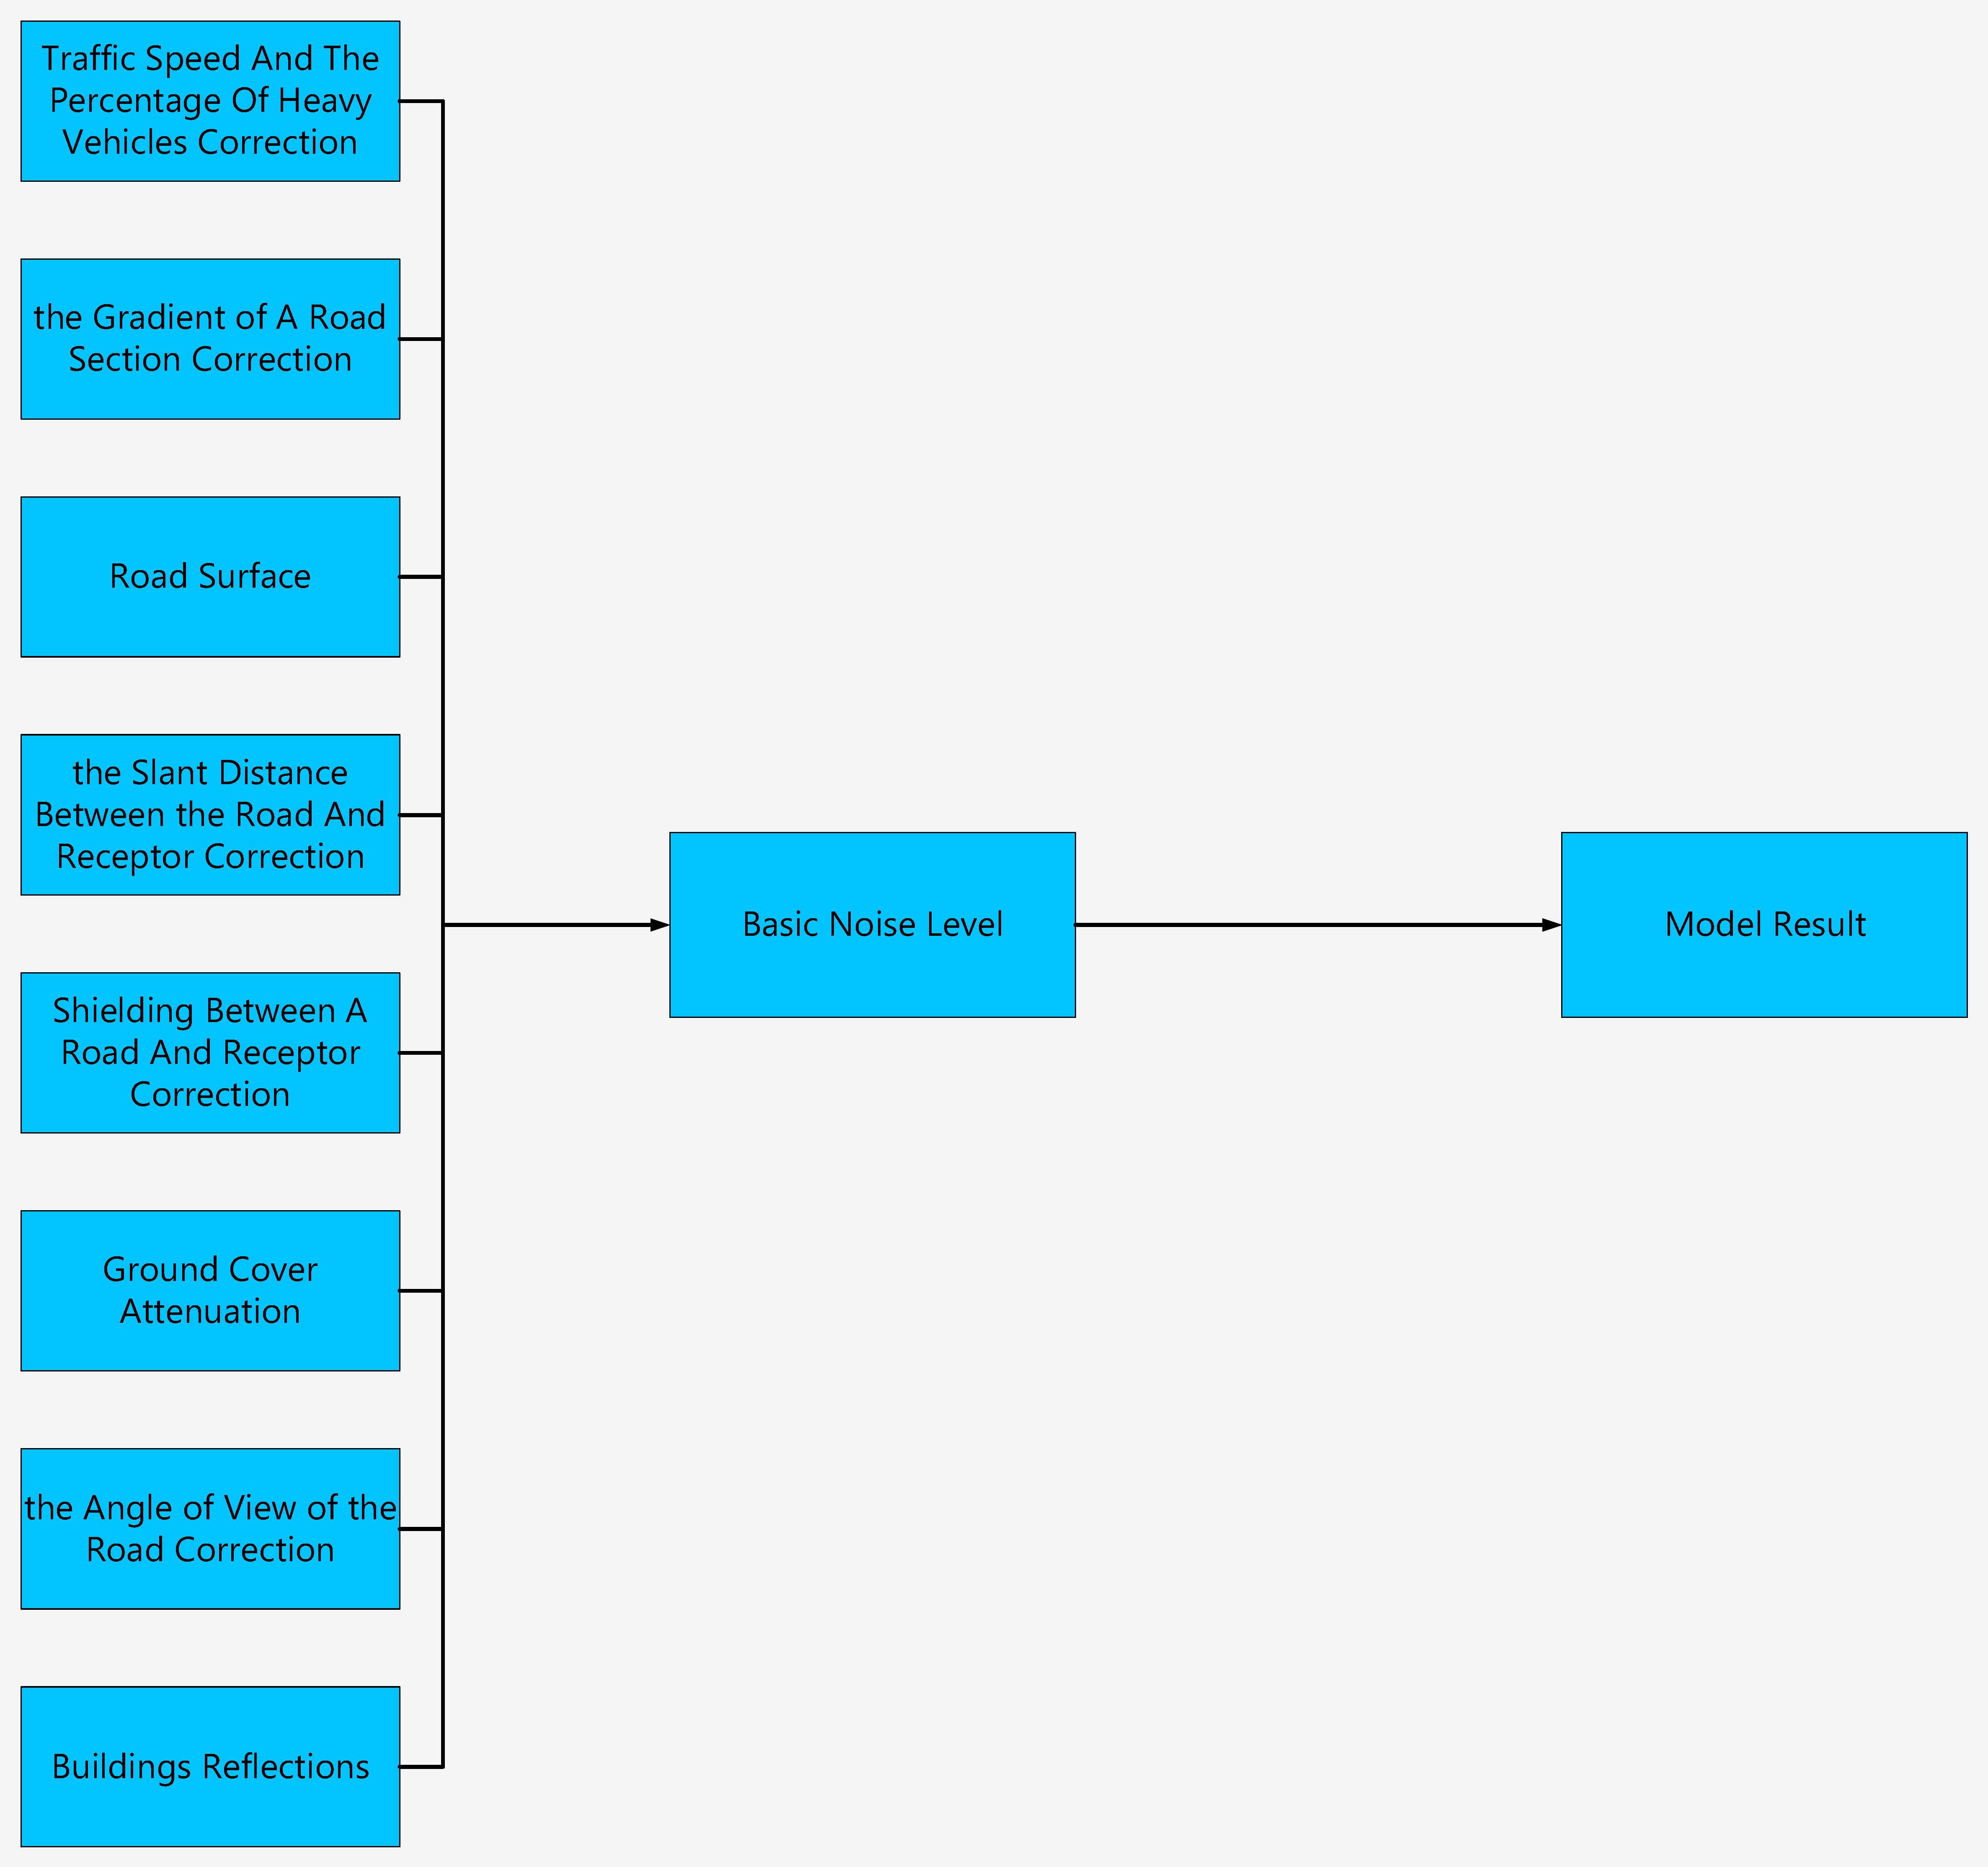 Traffic Speed And The
Percentage Of Heavy
Vehicles Correction
the Gradient of A Road
Section Correction
Road Surface
the Slant Distance
Between the Road And
Receptor Correction
Shielding Between A
Road And Receptor
Correction
Ground Cover
Attenuation
the Angle of View of the
Road Correction
Buildings Reflections
Basic Noise Level
Model Result